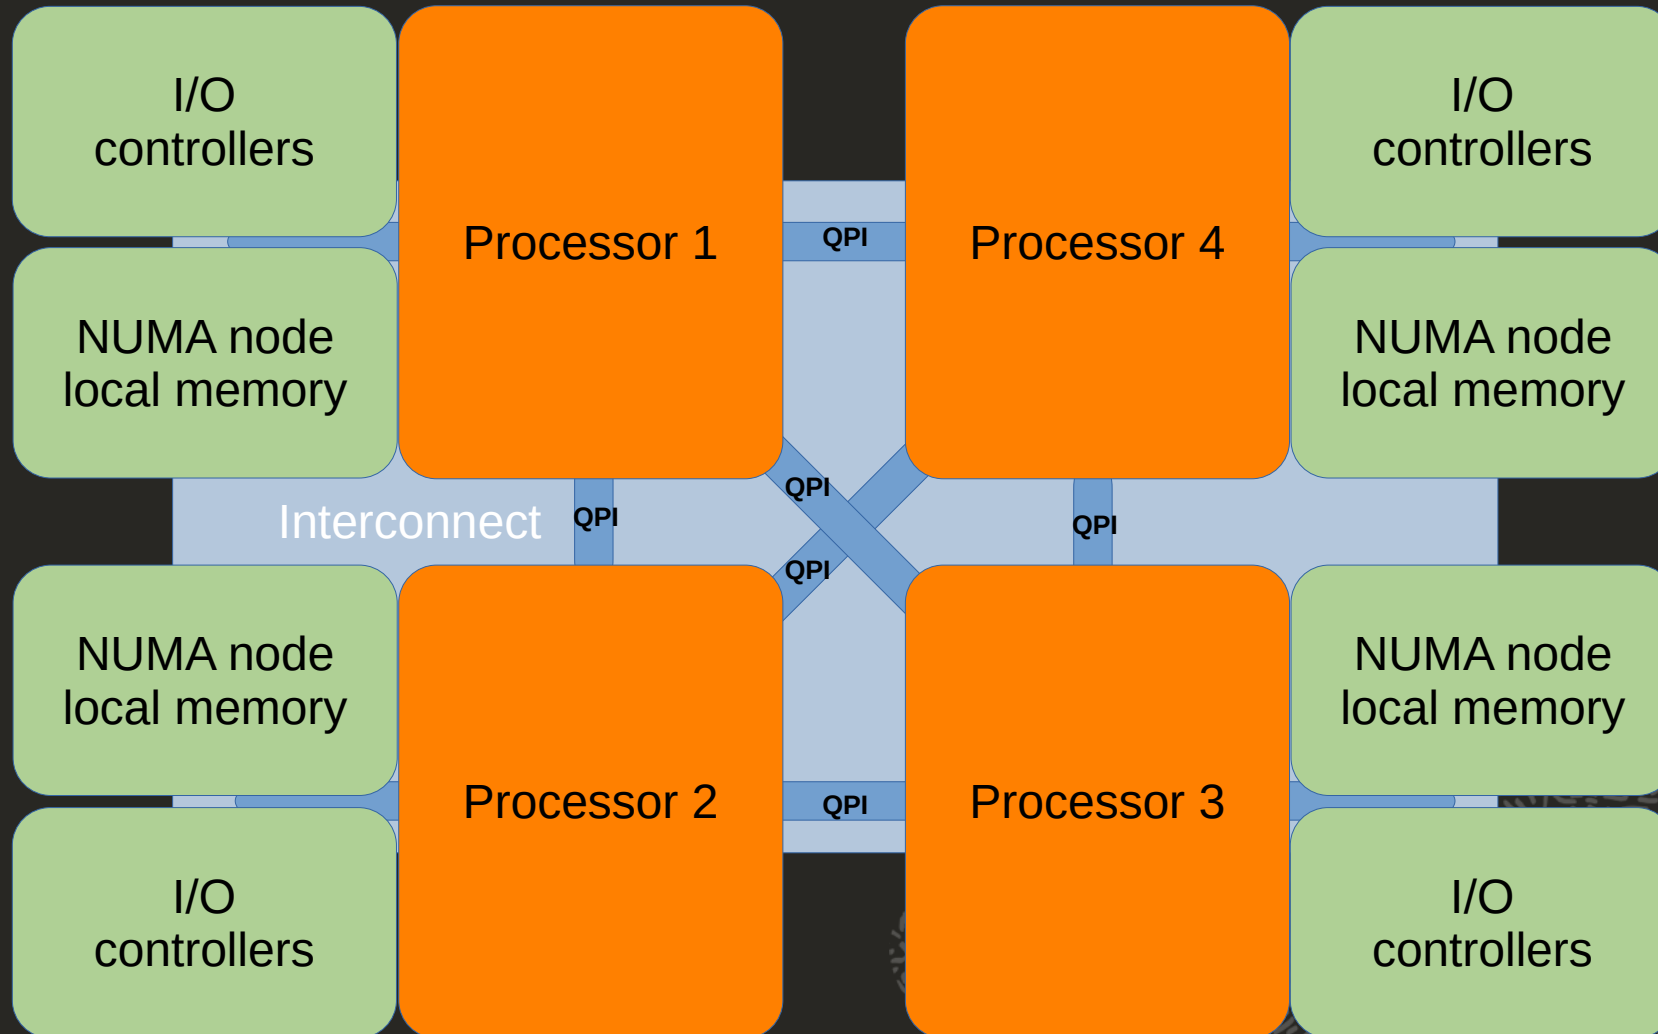 I/O
controllers
Processor 1
Processor 4
I/O
controllers
QPI
NUMA node
local memory
NUMA node
local memory
QPI
Interconnect
QPI
QPI
QPI
NUMA node
local memory
NUMA node
local memory
Processor 2
QPI
Processor 3
I/O
controllers
I/O
controllers